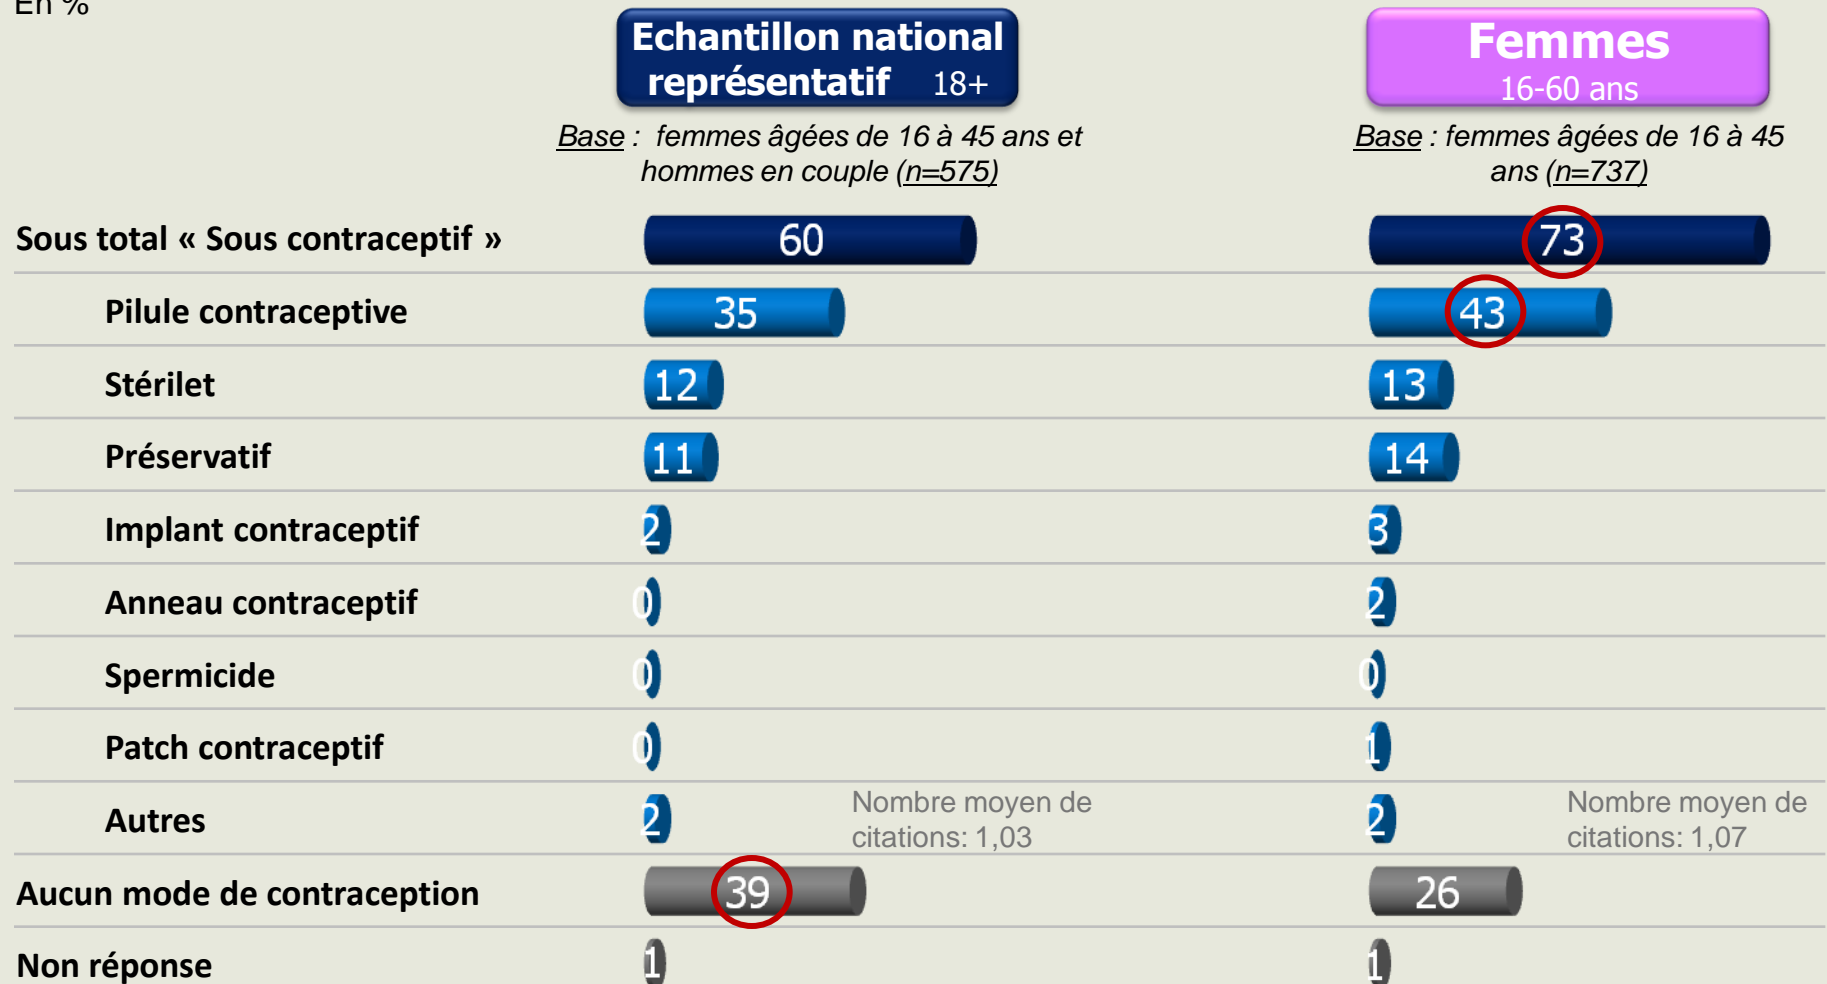 En %
Echantillon national
représentatif 18+
Femmes
16-60 ans
Base : femmes âgées de 16 à 45 ans et
hommes en couple (n=575)
Base : femmes âgées de 16 à 45
ans (n=737)
Sous total « Sous contraceptif » 60 73
Pilule contraceptive 35 43
Stérilet 12 13
Préservatif 11 14
Implant contraceptif 2 3
Anneau contraceptif 0 2
Spermicide 0 0
Patch contraceptif 0 1
Autres 2 2
Nombre moyen de
citations: 1,03
Nombre moyen de
citations: 1,07
Aucun mode de contraception 39 26
Non réponse 1 1